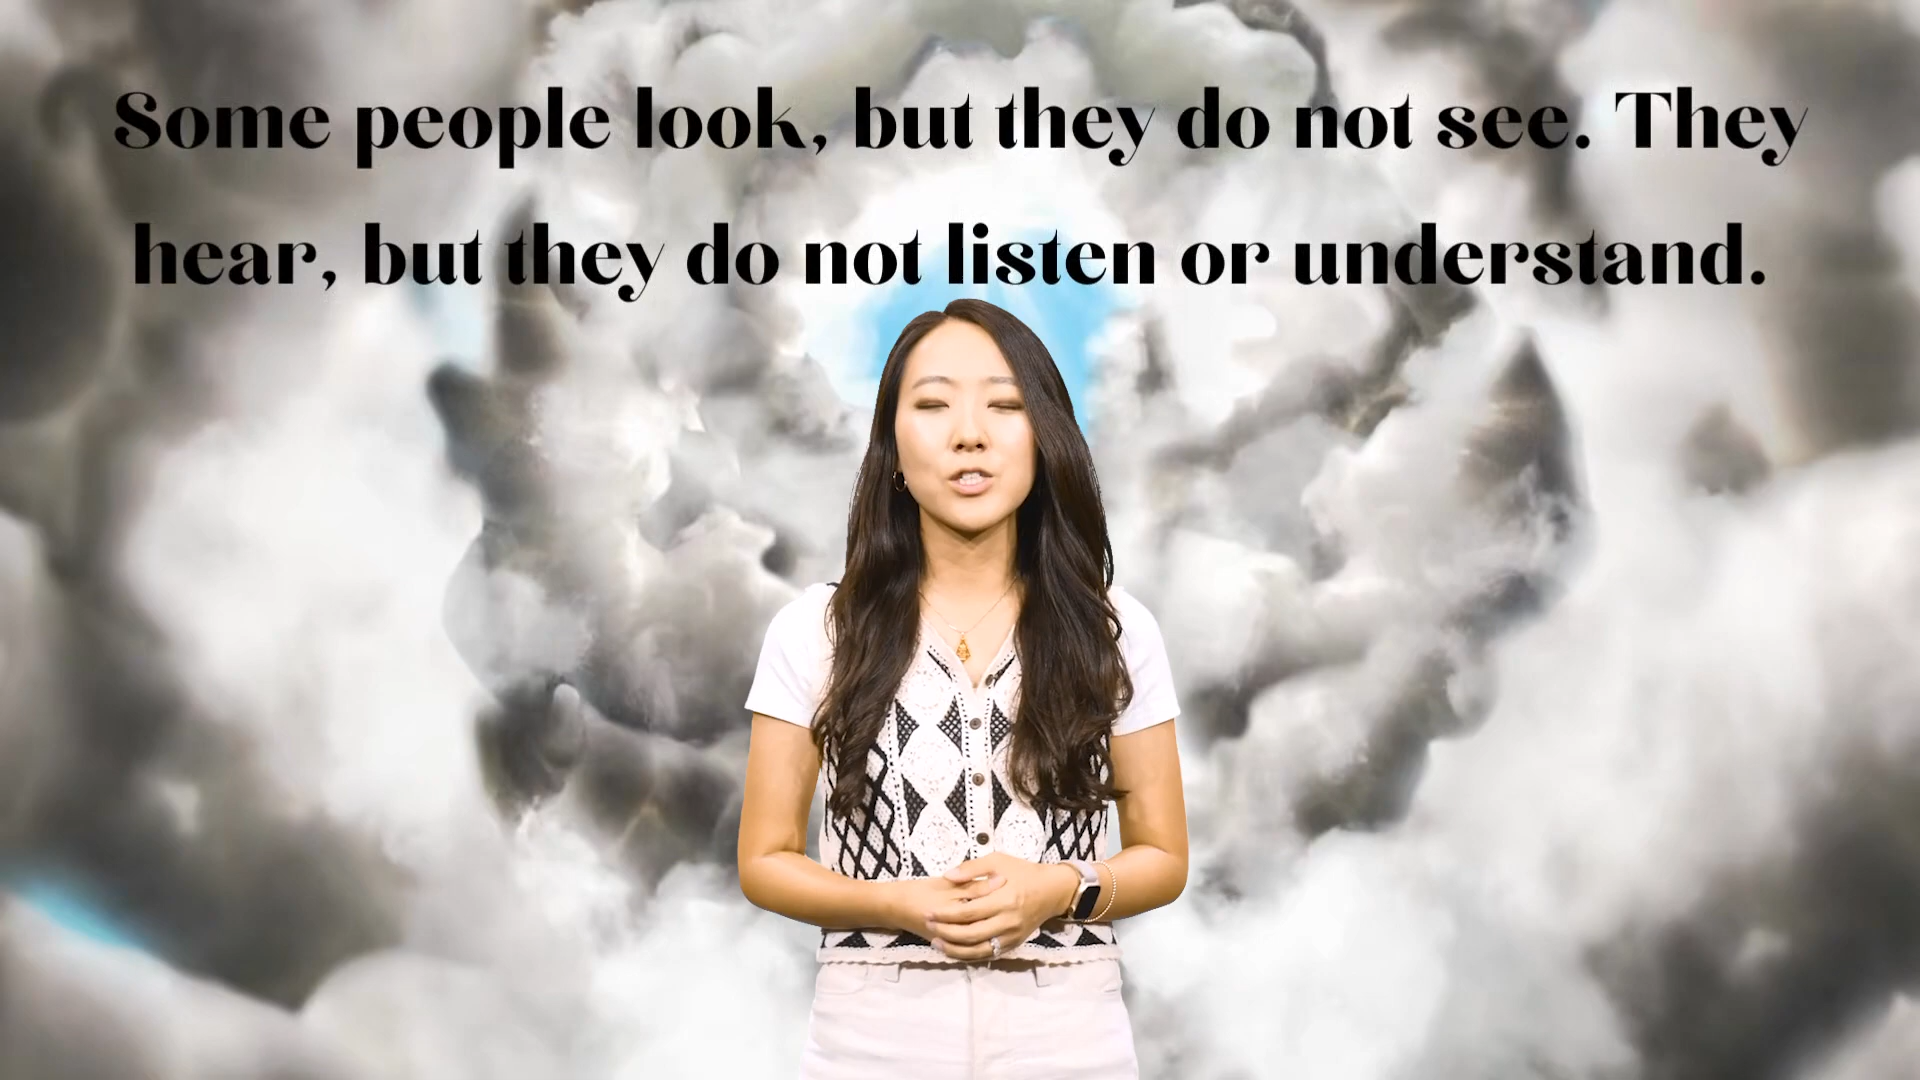 Some people look, but they do not see. They
hear, but they do not listen or understand.